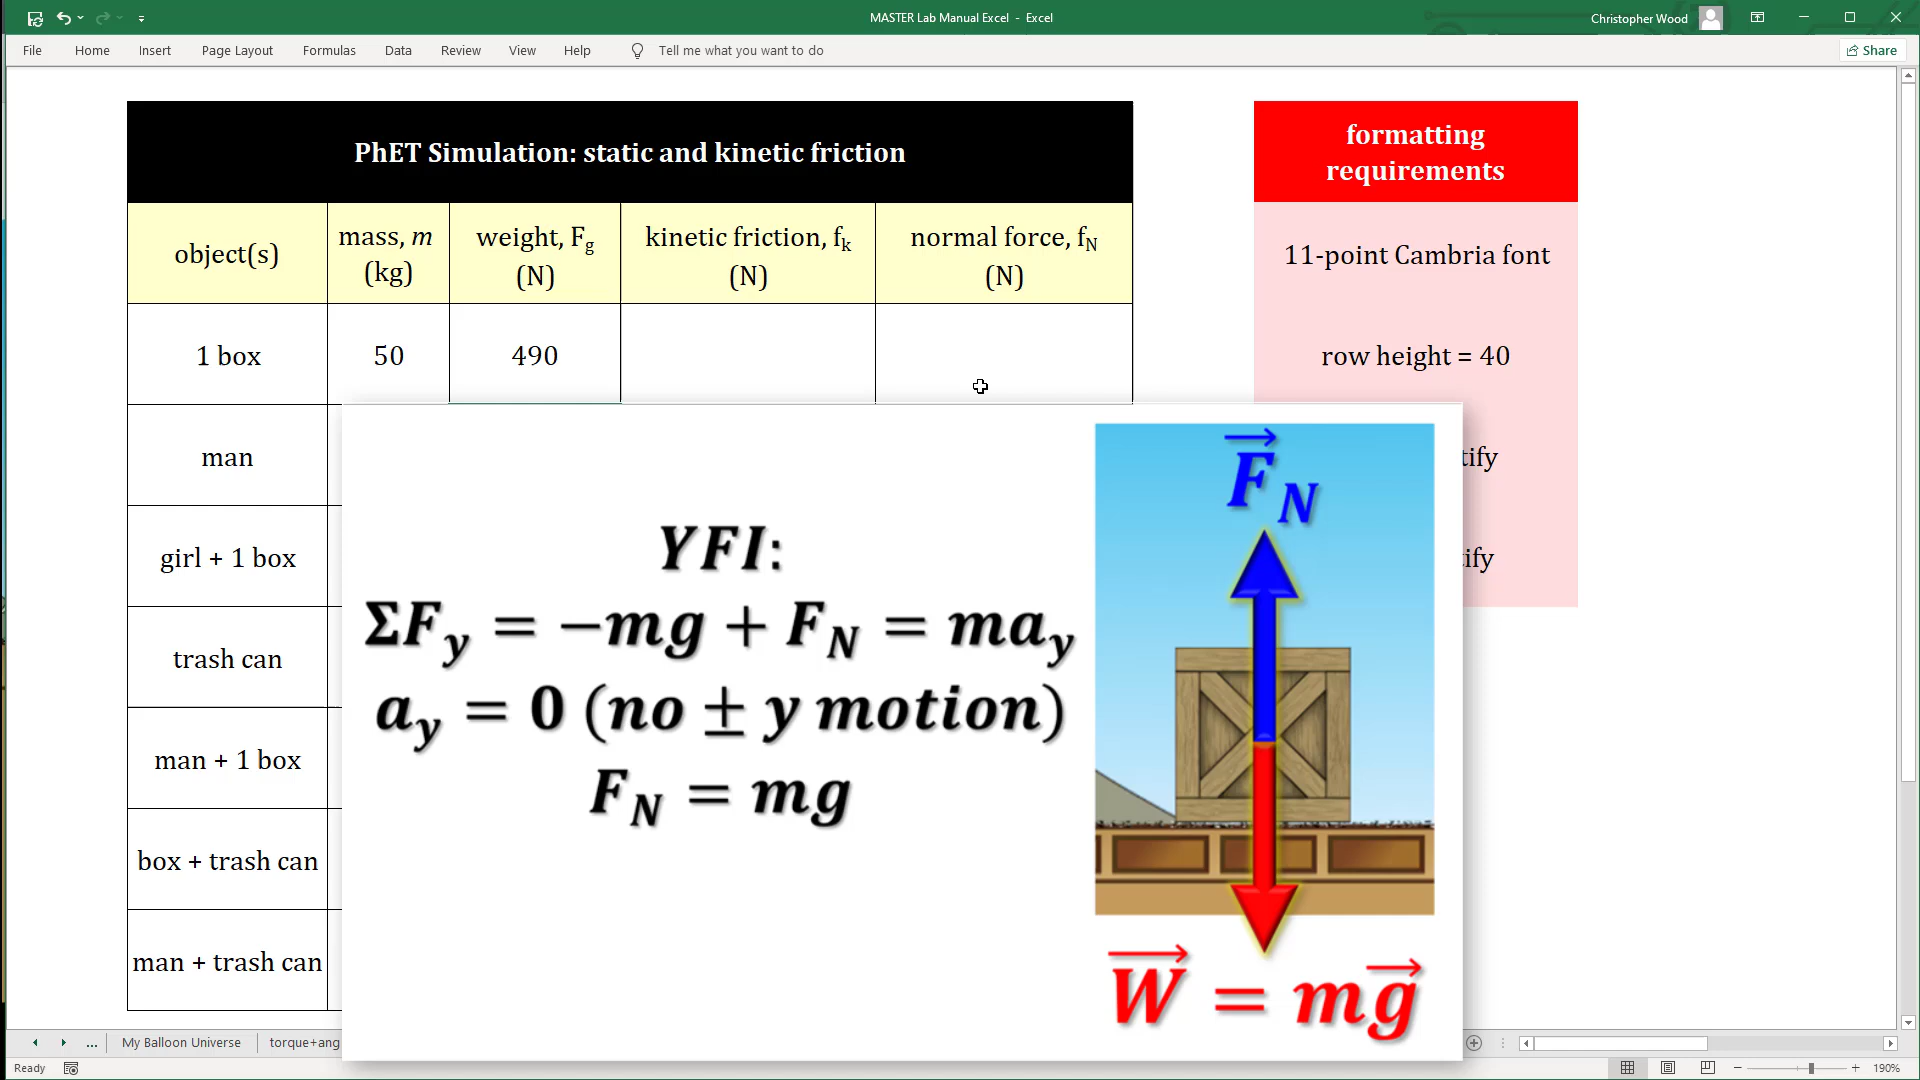 MASTER Lab Manual Excel - Excel
Christopher Wood
File Home Insert Page Layout Formulas Data Review View Help Tell me what you want to do
Share
PhET Simulation: static and kinetic friction
object(s)
mass, m
(kg)
weight, Fg
(N)
kinetic friction, fk
(N)
normal force, fN
(N)
1 box 50 490
man
girl + 1 box
trash can
man + 1 box
box + trash can
man + trash can
formatting
requirements
11-point Cambria font
row height = 40
tify
ify
YFI:
ΣFy = −mg + FN = may
ay = 0 (no ± y motion)
FN = mg
FN
W = mg
... My Balloon Universe torque+ang
Ready
190%